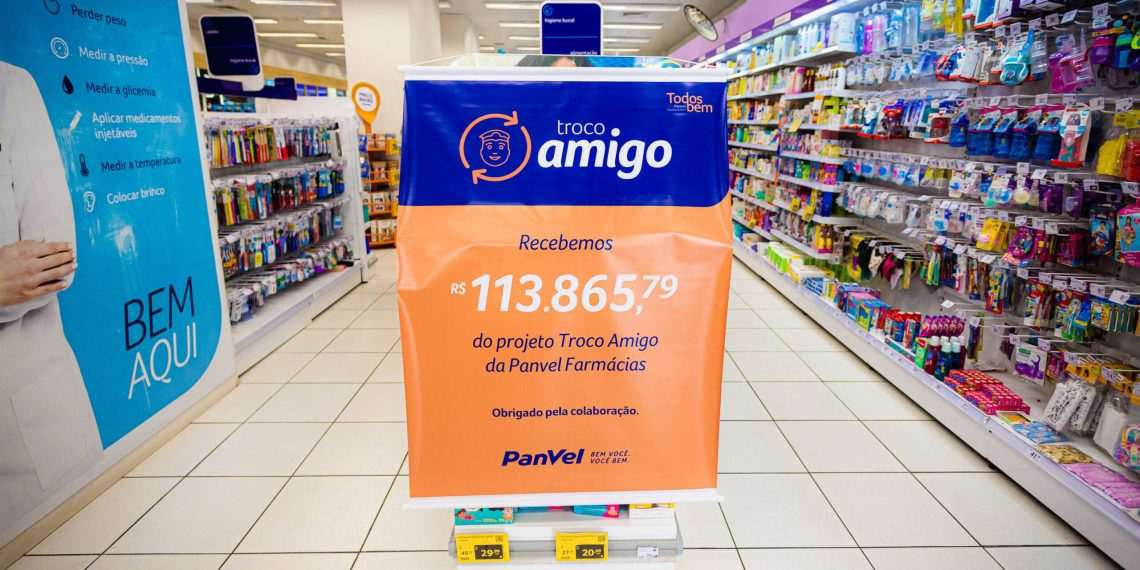 Perder peso
Medir a pressão
Medir a glicemia
Aplicar medicamentos
injetáveis
Medir a temperatura
Colocar brinco
BEM
AQUI
higiene bucal
Todos
bem
troco
amigo
Recebemos
R$ 113.865,79
do projeto Troco Amigo
da Panvel Farmácias
Obrigado pela colaboração.
PanVel BEM VOCÊ.
VOCÊ BEM.
29
20